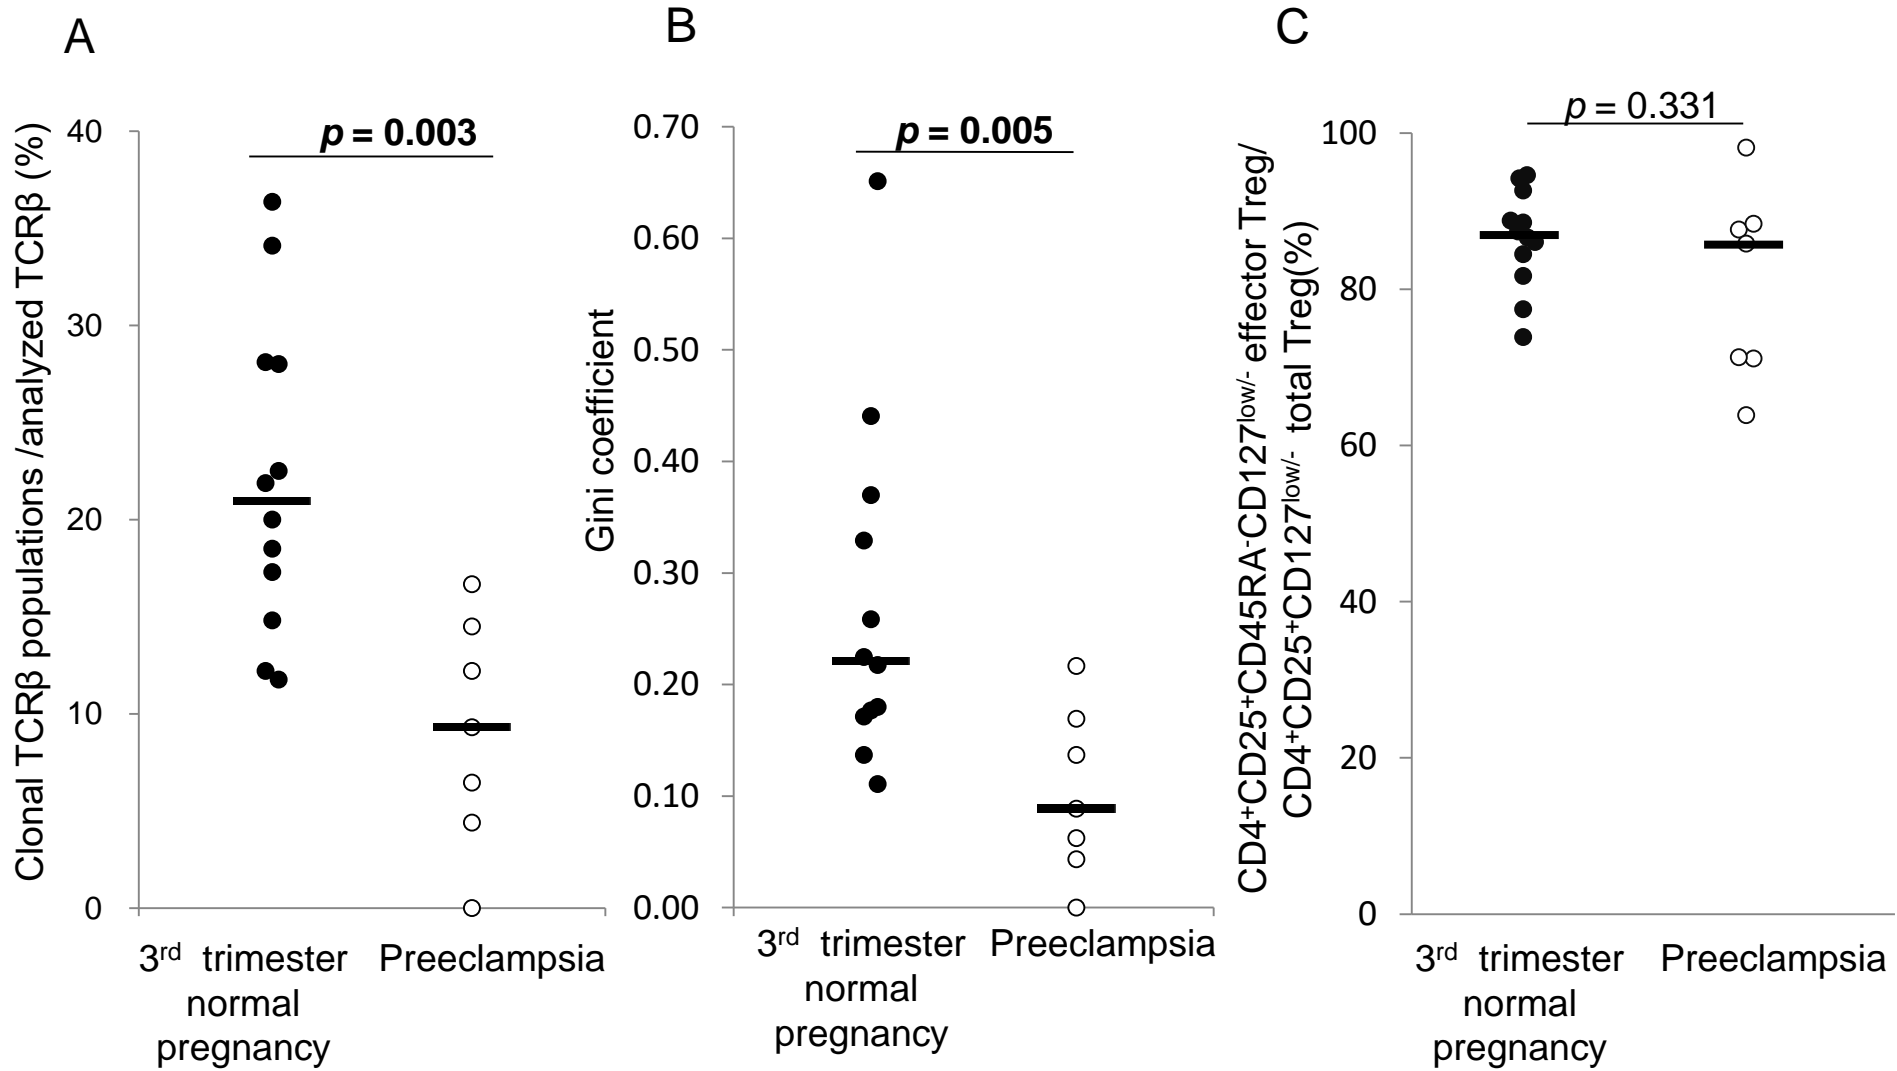 A
Clonal TCRβ populations /analyzed TCRβ (%)
40
30
20
10
0
p = 0.003
3rd trimester
normal
pregnancy
Preeclampsia
B
Gini coefficient
0.70
0.60
0.50
0.40
0.30
0.20
0.10
0.00
p = 0.005
3rd trimester
normal
pregnancy
Preeclampsia
C
CD4+CD25+CD45RA-CD127low/- effector Treg/
CD4+CD25+CD127low/- total Treg(%)
100
80
60
40
20
0
p = 0.331
3rd trimester
normal
pregnancy
Preeclampsia